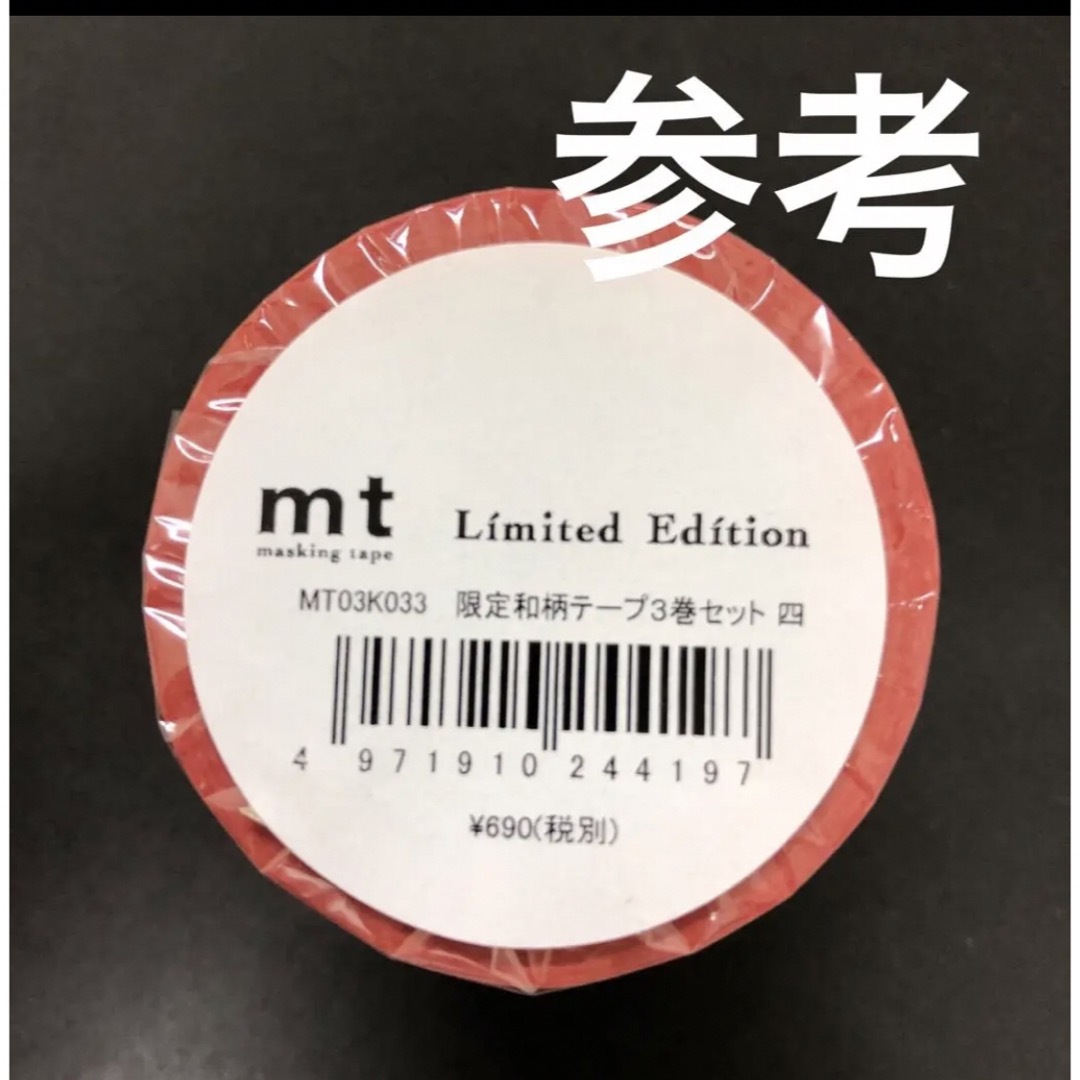 参考
mt Límited Edítion
masking tape
MT03K033 限定和柄テープ3巻セット 四
4 971910 244197
¥690(税別)